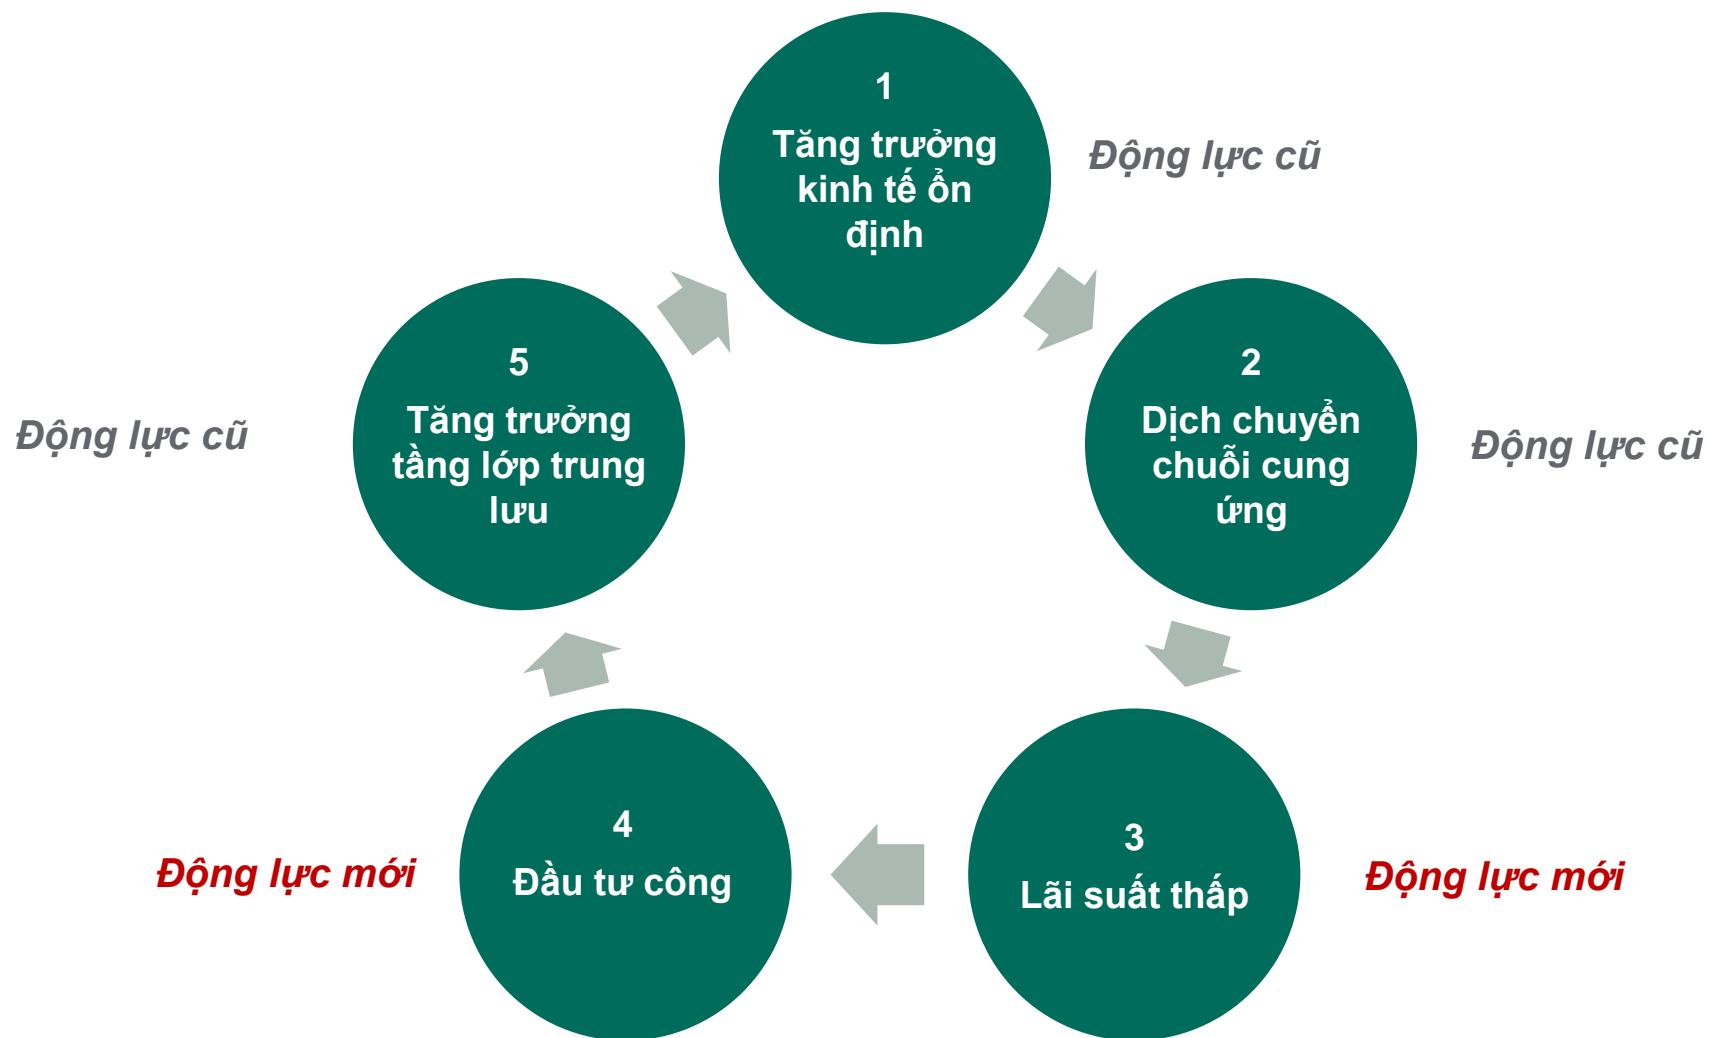 1
Tăng trưởng
kinh tế ổn
định
Động lực cũ
2
Dịch chuyển
chuỗi cung
ứng
Động lực cũ
3
Lãi suất thấp
Động lực mới
4
Đầu tư công
Động lực mới
5
Tăng trưởng
tầng lớp trung
lưu
Động lực cũ